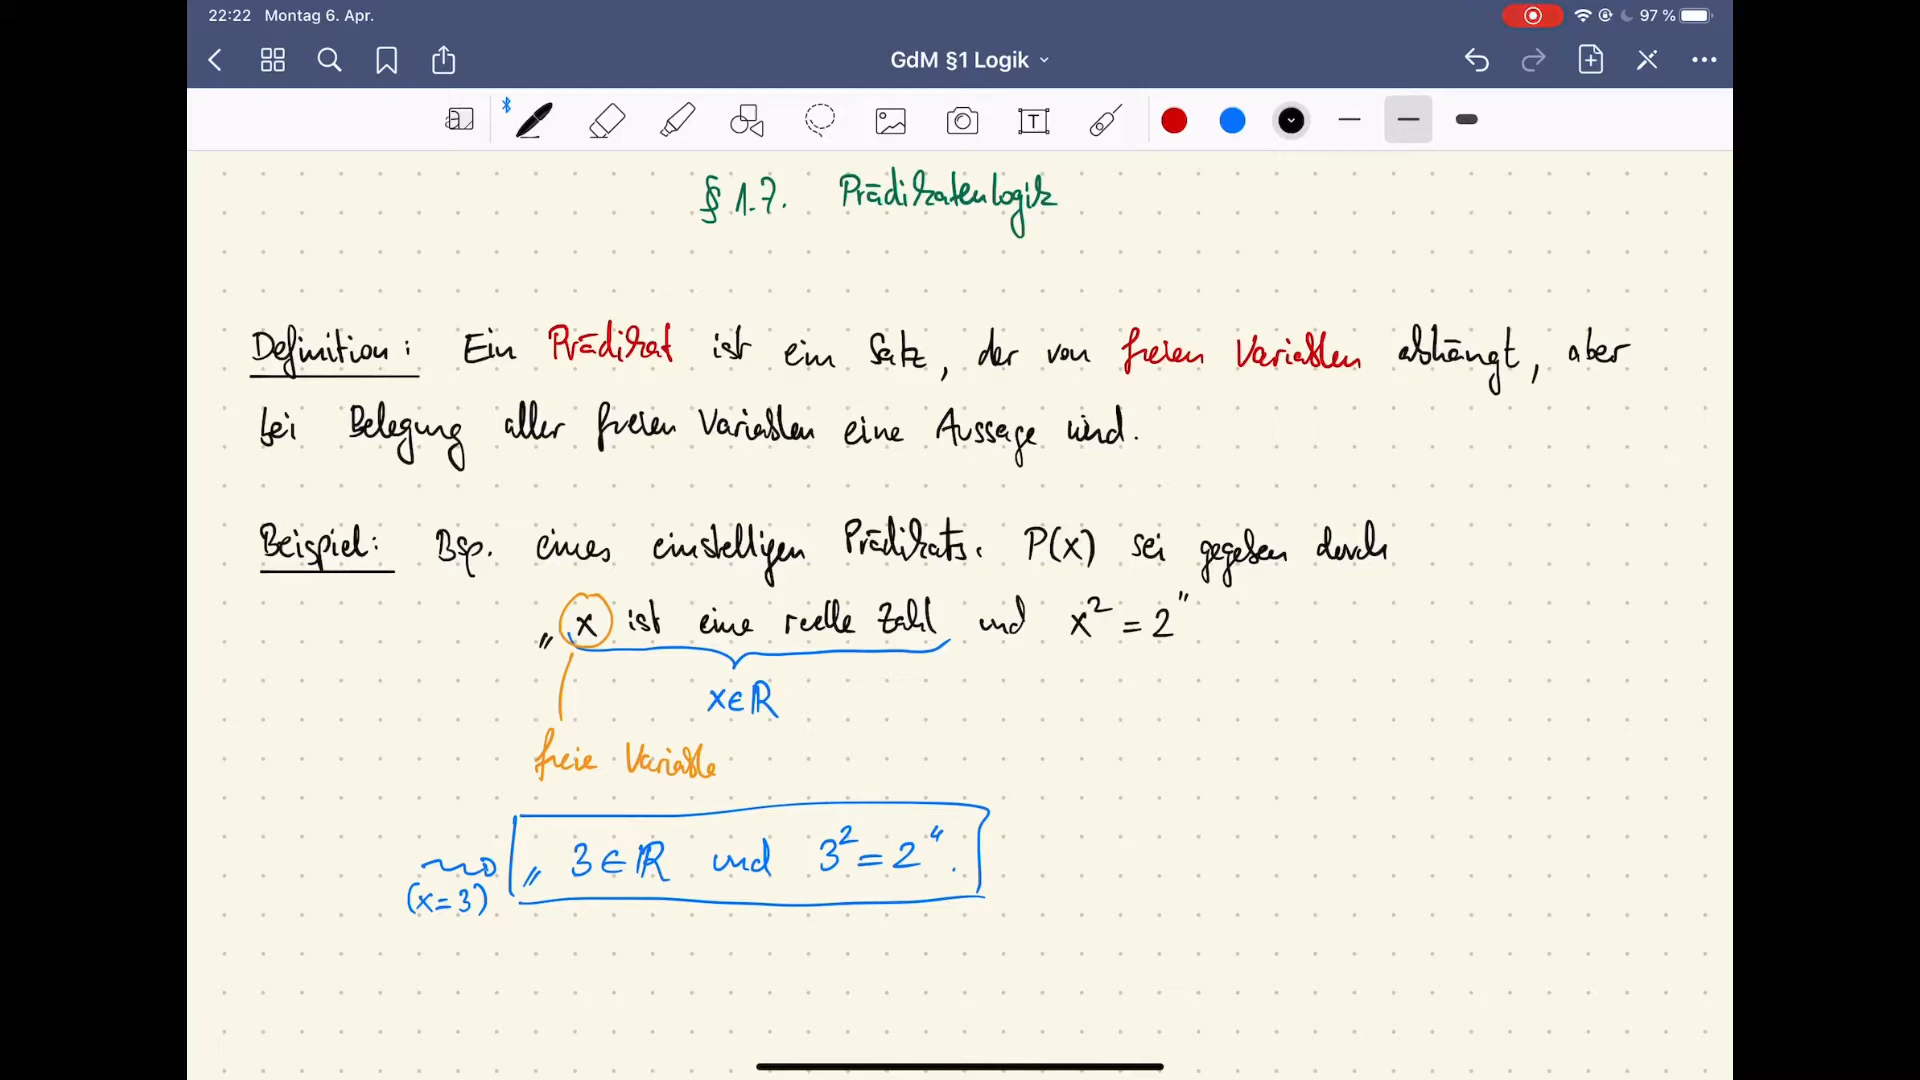 22:22 Montag 6. Apr.
97 %
GdM §1 Logik
§ 1.7. Prädikatenlogik
Definition: Ein Prädikat ist ein Satz, der von freien Variablen abhängt, aber
bei Belegung aller freien Variablen eine Aussage wird.
Beispiel: Bsp. eines einstelligen Prädikats. P(x) sei gegeben durch
„x ist eine reelle Zahl und x² = 2“
x∈ℝ
freie Variable
(x=3) „3∈ℝ und 3²=2“.